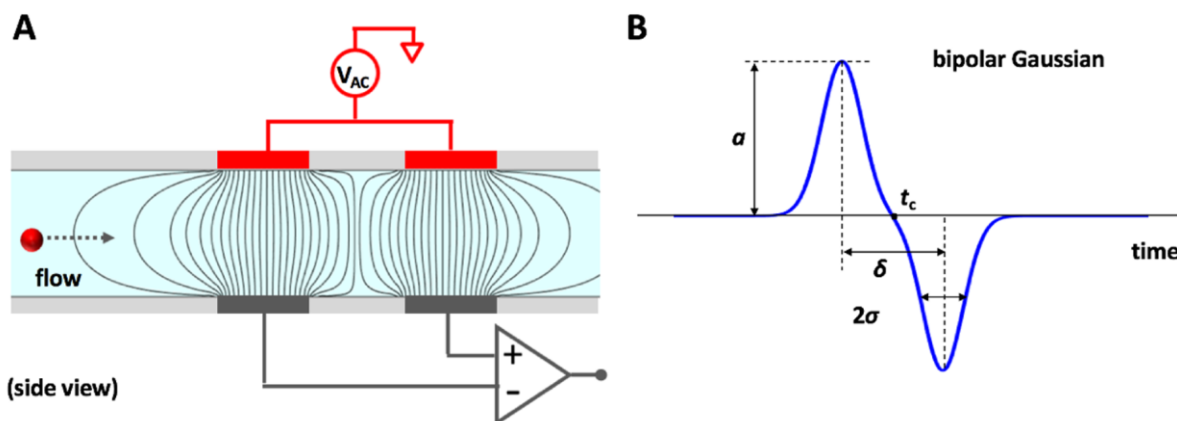 A
V_AC
flow
(side view)
+
−
B
bipolar Gaussian
a
t_c
δ
time
2σ